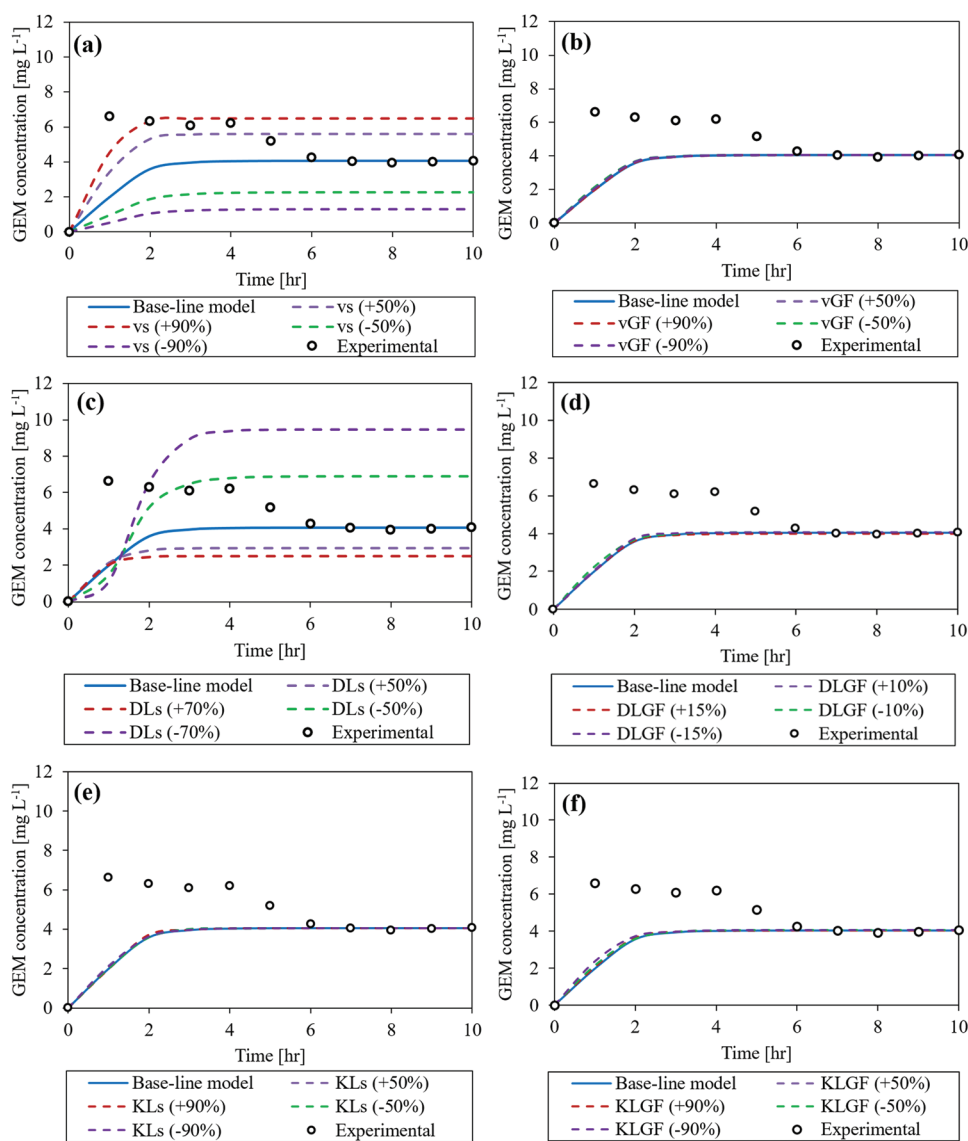 (a)
GEM concentration [mg L-1]
12
10
8
6
4
2
0
0 2 4 6 8 10
Time [hr]
Base-line model vs (+50%)
vs (+90%) vs (-50%)
vs (-90%) Experimental
(b)
GEM concentration [mg L-1]
12
10
8
6
4
2
0
0 2 4 6 8 10
Time [hr]
Base-line model vGF (+50%)
vGF (+90%) vGF (-50%)
vGF (-90%) Experimental
(c)
GEM concentration [mg L-1]
12
10
8
6
4
2
0
0 2 4 6 8 10
Time [hr]
Base-line model DLs (+50%)
DLs (+70%) DLs (-50%)
DLs (-70%) Experimental
(d)
GEM concentration [mg L-1]
12
10
8
6
4
2
0
0 2 4 6 8 10
Time [hr]
Base-line model DLGF (+10%)
DLGF (+15%) DLGF (-10%)
DLGF (-15%) Experimental
(e)
GEM concentration [mg L-1]
12
10
8
6
4
2
0
0 2 4 6 8 10
Time [hr]
Base-line model KLs (+50%)
KLs (+90%) KLs (-50%)
KLs (-90%) Experimental
(f)
GEM concentration [mg L-1]
12
10
8
6
4
2
0
0 2 4 6 8 10
Time [hr]
Base-line model KLGF (+50%)
KLGF (+90%) KLGF (-50%)
KLGF (-90%) Experimental